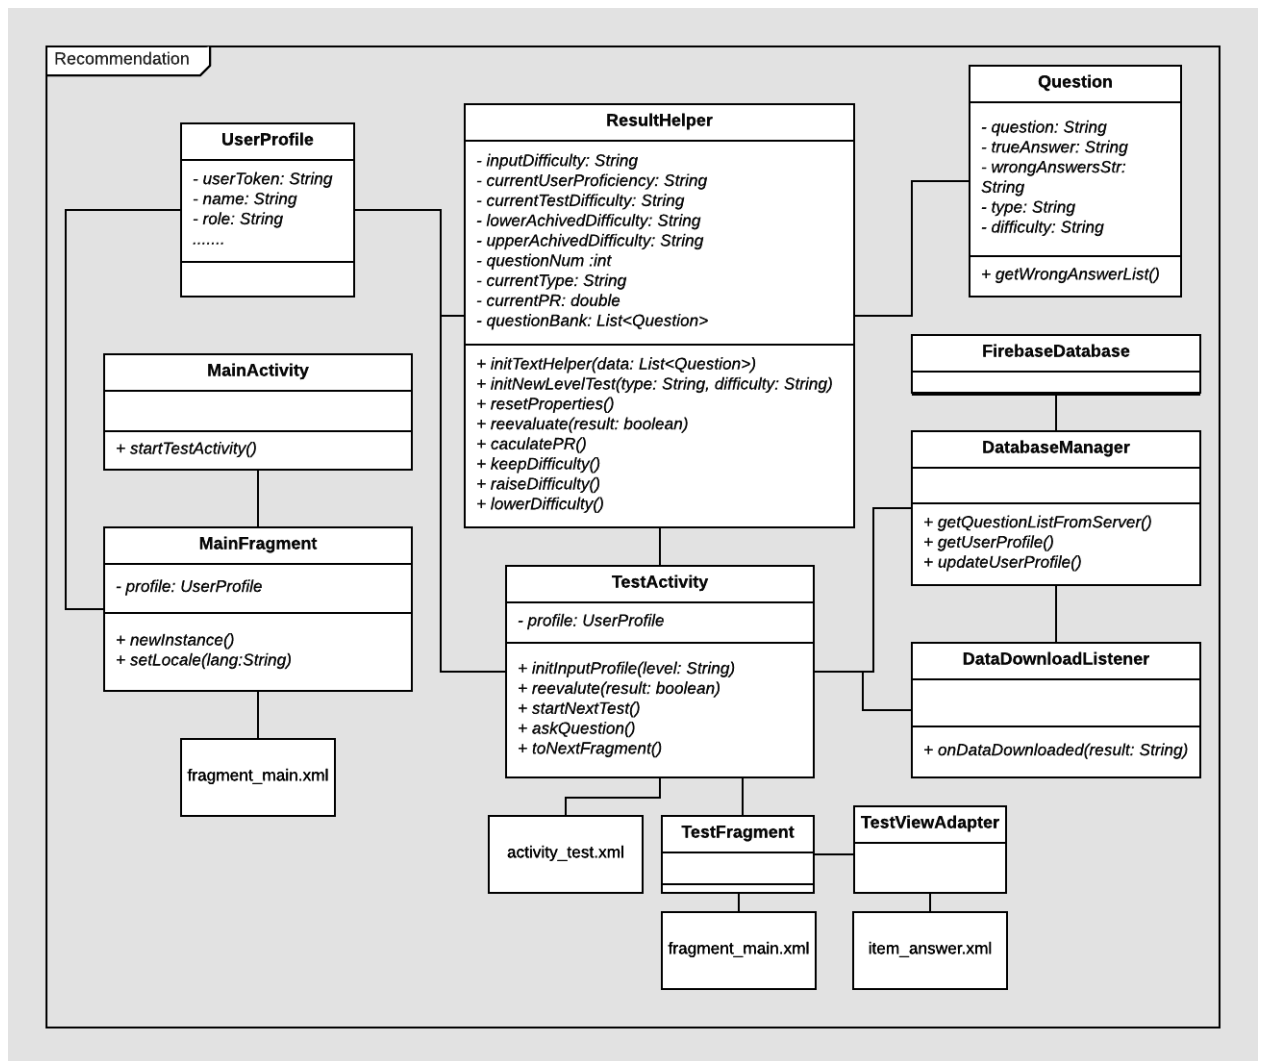 Recommendation
UserProfile
- userToken: String
- name: String
- role: String
.......
ResultHelper
- inputDifficulty: String
- currentUserProficiency: String
- currentTestDifficulty: String
- lowerAchivedDifficulty: String
- upperAchivedDifficulty: String
- questionNum :int
- currentType: String
- currentPR: double
- questionBank: List<Question>
+ initTextHelper(data: List<Question>)
+ initNewLevelTest(type: String, difficulty: String)
+ resetProperties()
+ reevaluate(result: boolean)
+ caculatePR()
+ keepDifficulty()
+ raiseDifficulty()
+ lowerDifficulty()
Question
- question: String
- trueAnswer: String
- wrongAnswersStr:
String
- type: String
- difficulty: String
+ getWrongAnswerList()
MainActivity
+ startTestActivity()
FirebaseDatabase
DatabaseManager
+ getQuestionListFromServer()
+ getUserProfile()
+ updateUserProfile()
MainFragment
- profile: UserProfile
+ newInstance()
+ setLocale(lang:String)
TestActivity
- profile: UserProfile
+ initInputProfile(level: String)
+ reevalute(result: boolean)
+ startNextTest()
+ askQuestion()
+ toNextFragment()
DataDownloadListener
+ onDataDownloaded(result: String)
fragment_main.xml
activity_test.xml
TestFragment
TestViewAdapter
fragment_main.xml
item_answer.xml